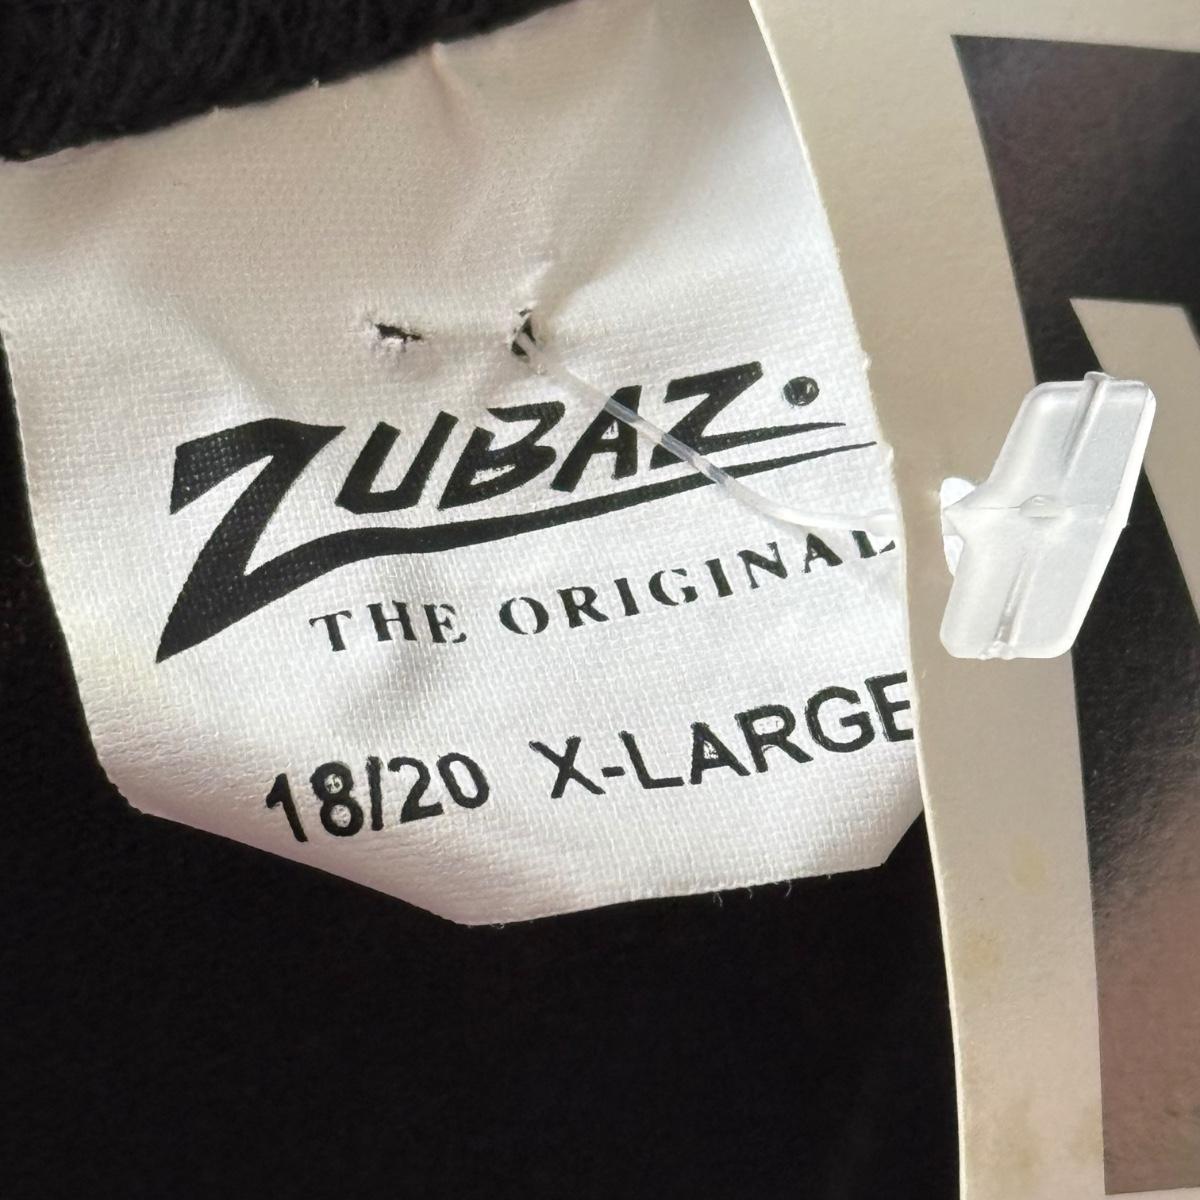 ZUBAZ
THE ORIGINAL
18/20 X-LARGE